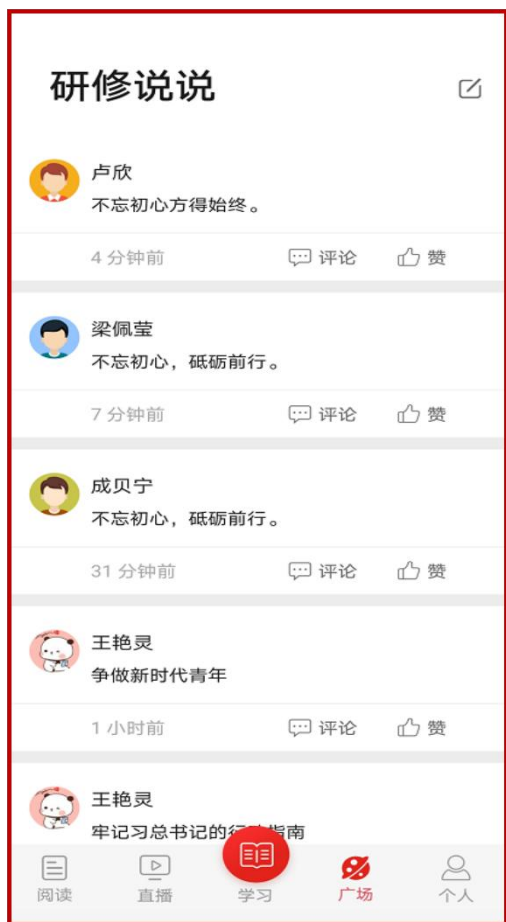 研修说说
卢欣
不忘初心方得始终。
4 分钟前 评论 赞
梁佩莹
不忘初心，砥砺前行。
7 分钟前 评论 赞
成贝宁
不忘初心，砥砺前行。
31 分钟前 评论 赞
王艳灵
争做新时代青年
1 小时前 评论 赞
王艳灵
牢记习总书记的行动指南
阅读 直播 学习 广场 个人